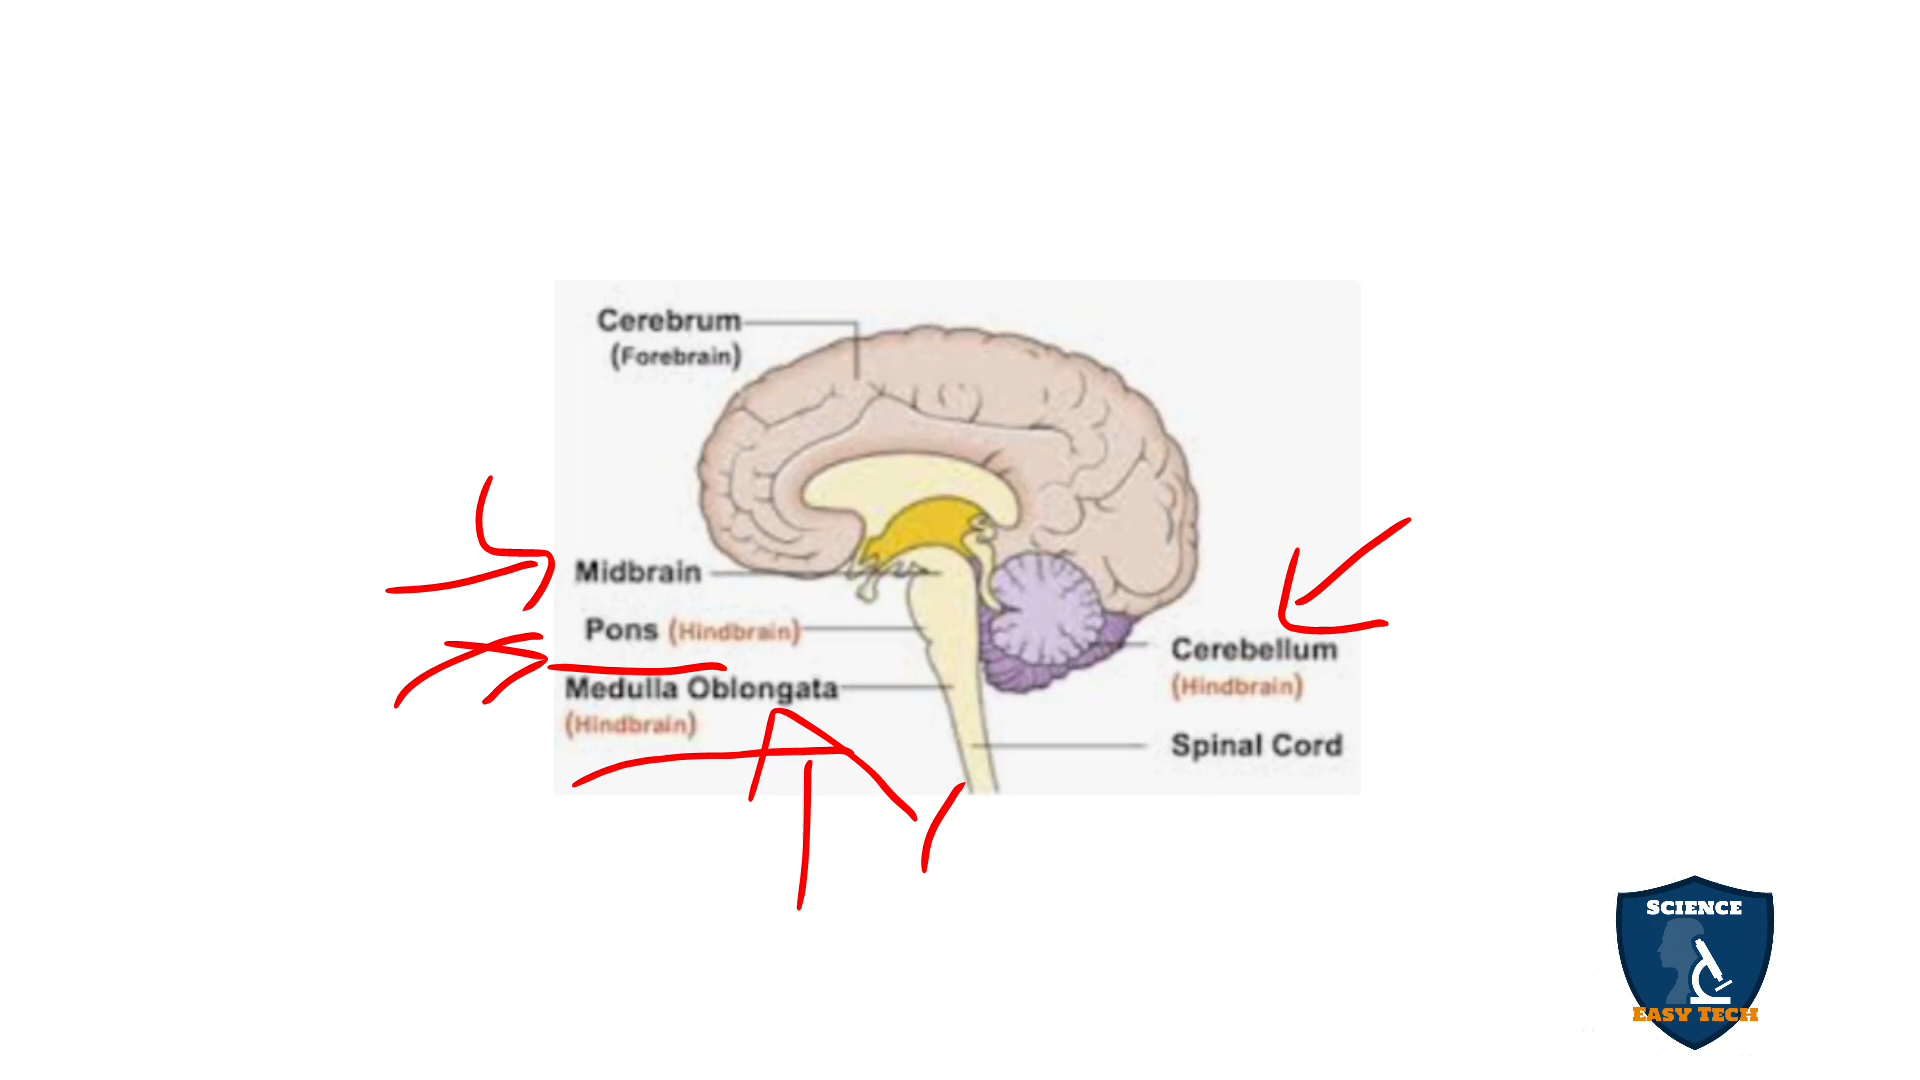 Cerebrum
(Forebrain)
Midbrain
Pons (Hindbrain)
Medulla Oblongata
(Hindbrain)
Cerebellum
(Hindbrain)
Spinal Cord
SCIENCE
EASY TECH